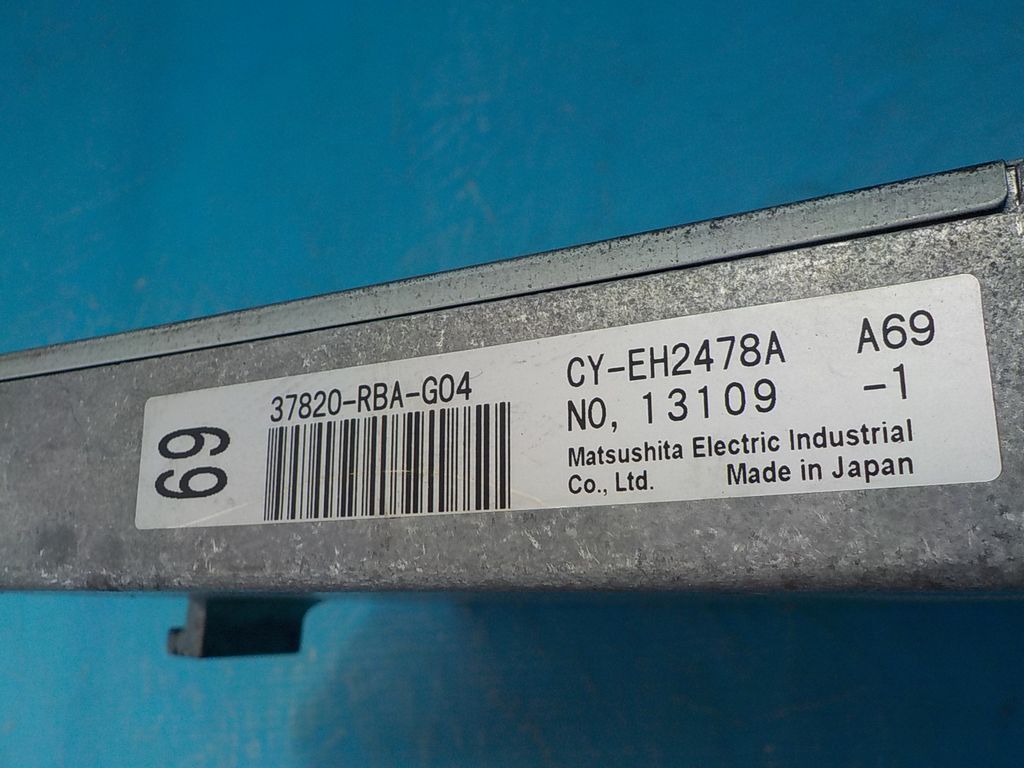 69
37820-RBA-G04
CY-EH2478A A69
NO, 13109 -1
Matsushita Electric Industrial
Co., Ltd. Made in Japan